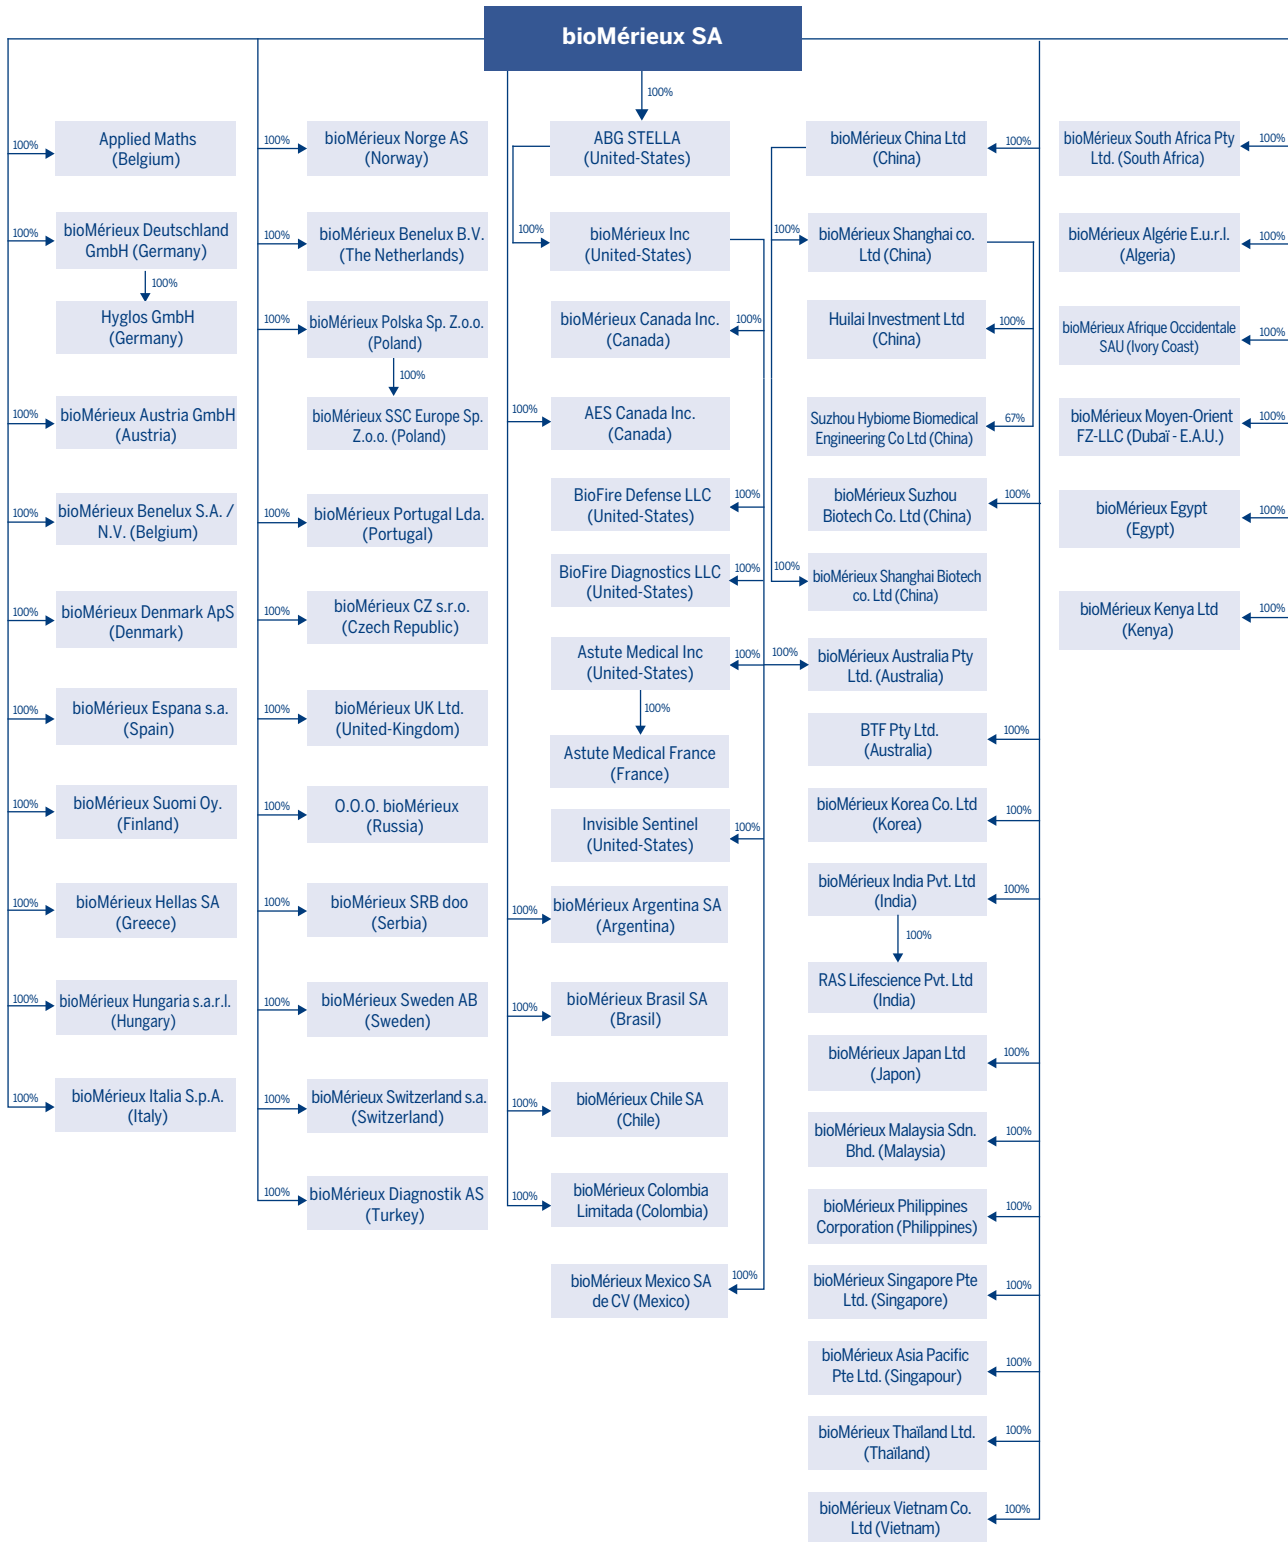 bioMérieux SA
100%
100%
Applied Maths
(Belgium)
100%
bioMérieux Deutschland
GmbH (Germany)
100%
Hyglos GmbH
(Germany)
100%
bioMérieux Austria GmbH
(Austria)
100%
bioMérieux Benelux S.A. /
N.V. (Belgium)
100%
bioMérieux Denmark ApS
(Denmark)
100%
bioMérieux Espana s.a.
(Spain)
100%
bioMérieux Suomi Oy.
(Finland)
100%
bioMérieux Hellas SA
(Greece)
100%
bioMérieux Hungaria s.a.r.l.
(Hungary)
100%
bioMérieux Italia S.p.A.
(Italy)
100%
bioMérieux Norge AS
(Norway)
100%
bioMérieux Benelux B.V.
(The Netherlands)
100%
bioMérieux Polska Sp. Z.o.o.
(Poland)
100%
bioMérieux SSC Europe Sp.
Z.o.o. (Poland)
100%
bioMérieux Portugal Lda.
(Portugal)
100%
bioMérieux CZ s.r.o.
(Czech Republic)
100%
bioMérieux UK Ltd.
(United-Kingdom)
100%
O.O.O. bioMérieux
(Russia)
100%
bioMérieux SRB doo
(Serbia)
100%
bioMérieux Sweden AB
(Sweden)
100%
bioMérieux Switzerland s.a.
(Switzerland)
100%
bioMérieux Diagnostik AS
(Turkey)
ABG STELLA
(United-States)
100%
bioMérieux Inc
(United-States)
bioMérieux Canada Inc.
(Canada)
100%
100%
AES Canada Inc.
(Canada)
BioFire Defense LLC
(United-States)
100%
BioFire Diagnostics LLC
(United-States)
100%
Astute Medical Inc
(United-States)
100%
100%
Astute Medical France
(France)
Invisible Sentinel
(United-States)
100%
100%
bioMérieux Argentina SA
(Argentina)
100%
bioMérieux Brasil SA
(Brasil)
100%
bioMérieux Chile SA
(Chile)
100%
bioMérieux Colombia
Limitada (Colombia)
bioMérieux Mexico SA
de CV (Mexico)
100%
bioMérieux China Ltd
(China)
100%
100%
bioMérieux Shanghai co.
Ltd (China)
Huilai Investment Ltd
(China)
100%
Suzhou Hybiome Biomedical
Engineering Co Ltd (China)
67%
bioMérieux Suzhou
Biotech Co. Ltd (China)
100%
100%
bioMérieux Shanghai Biotech
co. Ltd (China)
100%
bioMérieux Australia Pty
Ltd. (Australia)
BTF Pty Ltd.
(Australia)
100%
bioMérieux Korea Co. Ltd
(Korea)
100%
bioMérieux India Pvt. Ltd
(India)
100%
100%
RAS Lifescience Pvt. Ltd
(India)
bioMérieux Japan Ltd
(Japon)
100%
bioMérieux Malaysia Sdn.
Bhd. (Malaysia)
100%
bioMérieux Philippines
Corporation (Philippines)
100%
bioMérieux Singapore Pte
Ltd. (Singapore)
100%
bioMérieux Asia Pacific
Pte Ltd. (Singapour)
100%
bioMérieux Thaïland Ltd.
(Thaïland)
100%
bioMérieux Vietnam Co.
Ltd (Vietnam)
100%
bioMérieux South Africa Pty
Ltd. (South Africa)
100%
bioMérieux Algérie E.u.r.l.
(Algeria)
100%
bioMérieux Afrique Occidentale
SAU (Ivory Coast)
100%
bioMérieux Moyen-Orient
FZ-LLC (Dubaï - E.A.U.)
100%
bioMérieux Egypt
(Egypt)
100%
bioMérieux Kenya Ltd
(Kenya)
100%